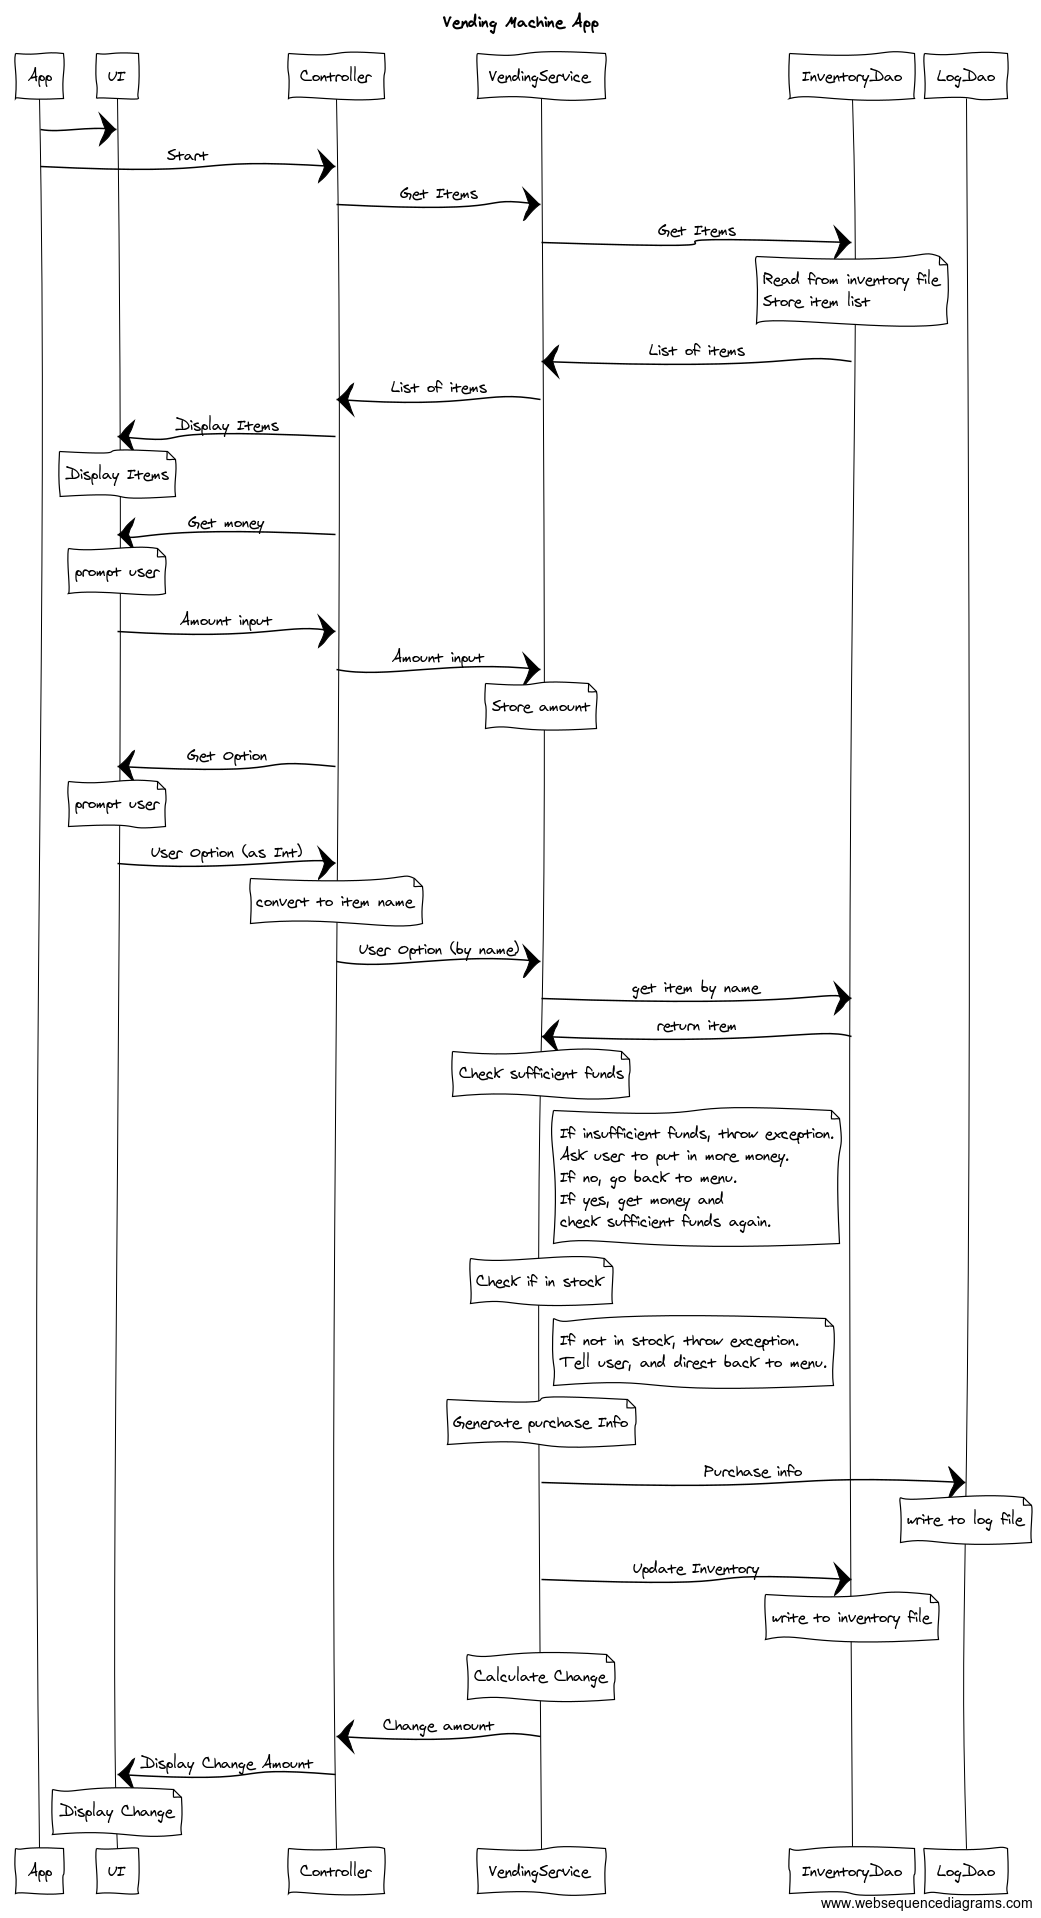 Vending Machine App
App
UI
Controller
VendingService
InventoryDao
LogDao
Start
Get Items
Get Items
Read from inventory file
Store item list
List of items
List of items
Display Items
Display Items
Get money
prompt user
Amount input
Amount input
Store amount
Get Option
prompt user
User Option (as Int)
convert to item name
User Option (by name)
get item by name
return item
Check sufficient funds
If insufficient funds, throw exception.
Ask user to put in more money.
If no, go back to menu.
If yes, get money and
check sufficient funds again.
Check if in stock
If not in stock, throw exception.
Tell user, and direct back to menu.
Generate purchase Info
Purchase info
write to log file
Update Inventory
write to inventory file
Calculate Change
Change amount
Display Change Amount
Display Change
App
UI
Controller
VendingService
InventoryDao
LogDao
www.websequencediagrams.com